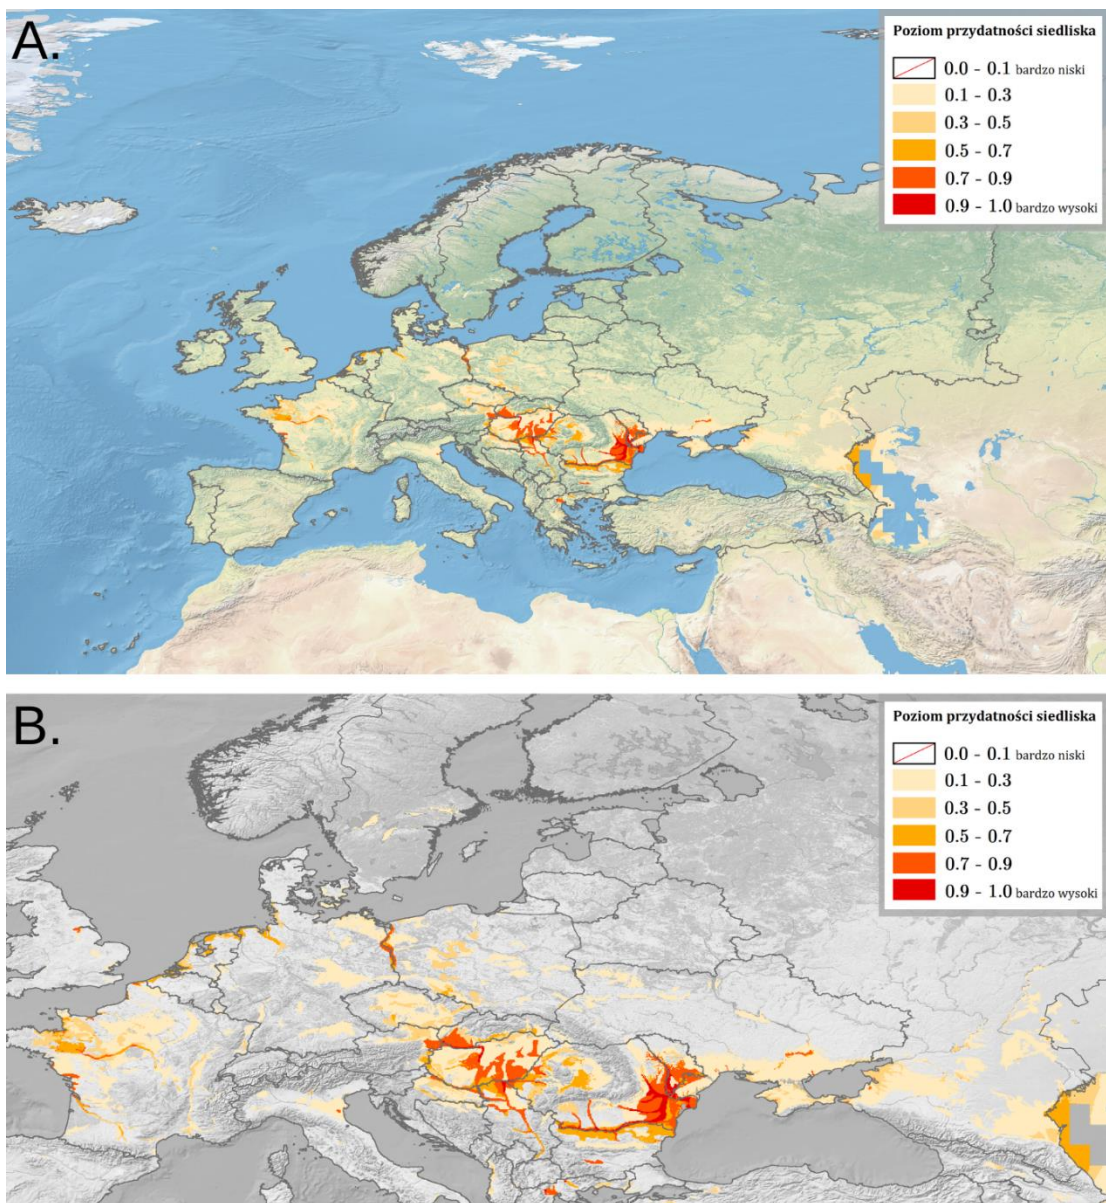 A.
Poziom przydatności siedliska
0.0 - 0.1 bardzo niski
0.1 - 0.3
0.3 - 0.5
0.5 - 0.7
0.7 - 0.9
0.9 - 1.0 bardzo wysoki
B.
Poziom przydatności siedliska
0.0 - 0.1 bardzo niski
0.1 - 0.3
0.3 - 0.5
0.5 - 0.7
0.7 - 0.9
0.9 - 1.0 bardzo wysoki